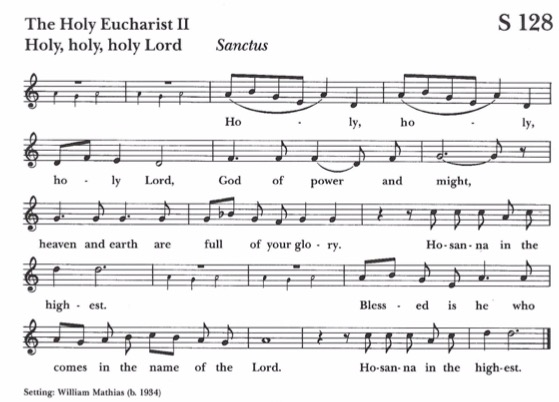 The Holy Eucharist II S 128
Holy, holy, holy Lord Sanctus
Ho - ly, ho - ly,
ho - ly Lord, God of power and might,
heaven and earth are full of your glo - ry. Ho - san - na in the
high - est. Bless - ed is he who
comes in the name of the Lord. Ho - san - na in the high - est.
Setting: William Mathias (b. 1934)